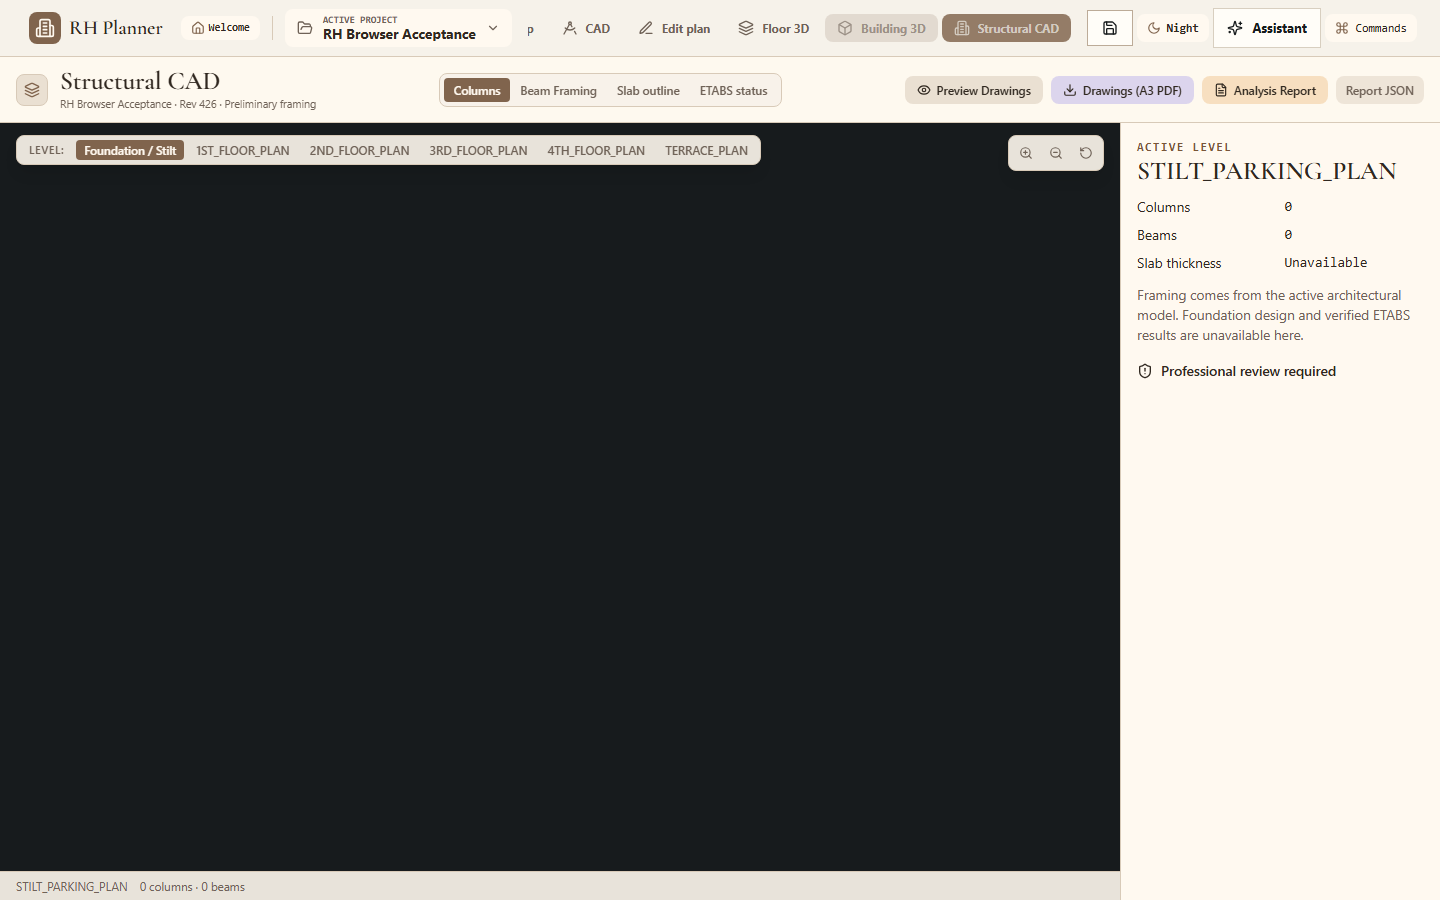 RH Planner
Welcome
ACTIVE PROJECT
RH Browser Acceptance
p
CAD
Edit plan
Floor 3D
Building 3D
Structural CAD
Night
Assistant
Commands
Structural CAD
RH Browser Acceptance · Rev 426 · Preliminary framing
Columns
Beam Framing
Slab outline
ETABS status
Preview Drawings
Drawings (A3 PDF)
Analysis Report
Report JSON
LEVEL:
Foundation / Stilt
1ST_FLOOR_PLAN
2ND_FLOOR_PLAN
3RD_FLOOR_PLAN
4TH_FLOOR_PLAN
TERRACE_PLAN
ACTIVE LEVEL
STILT_PARKING_PLAN
Columns 0
Beams 0
Slab thickness Unavailable
Framing comes from the active architectural
model. Foundation design and verified ETABS
results are unavailable here.
Professional review required
STILT_PARKING_PLAN 0 columns · 0 beams